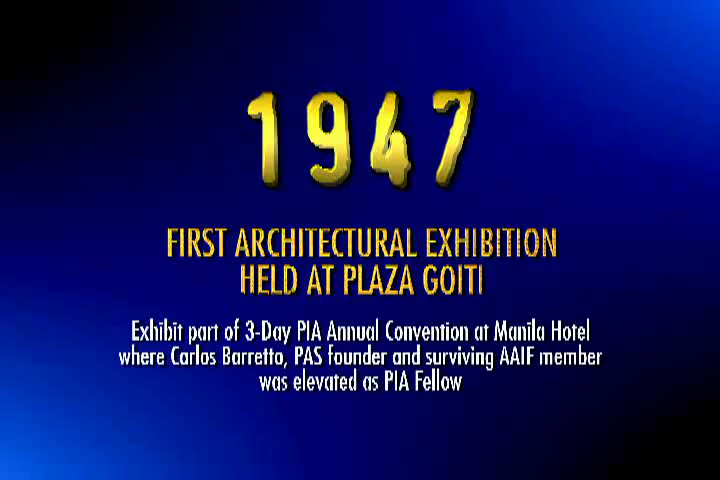 1947
FIRST ARCHITECTURAL EXHIBITION
HELD AT PLAZA GOITI
Exhibit part of 3-Day PIA Annual Convention at Manila Hotel
where Carlos Barretto, PAS founder and surviving AAIF member
was elevated as PIA Fellow